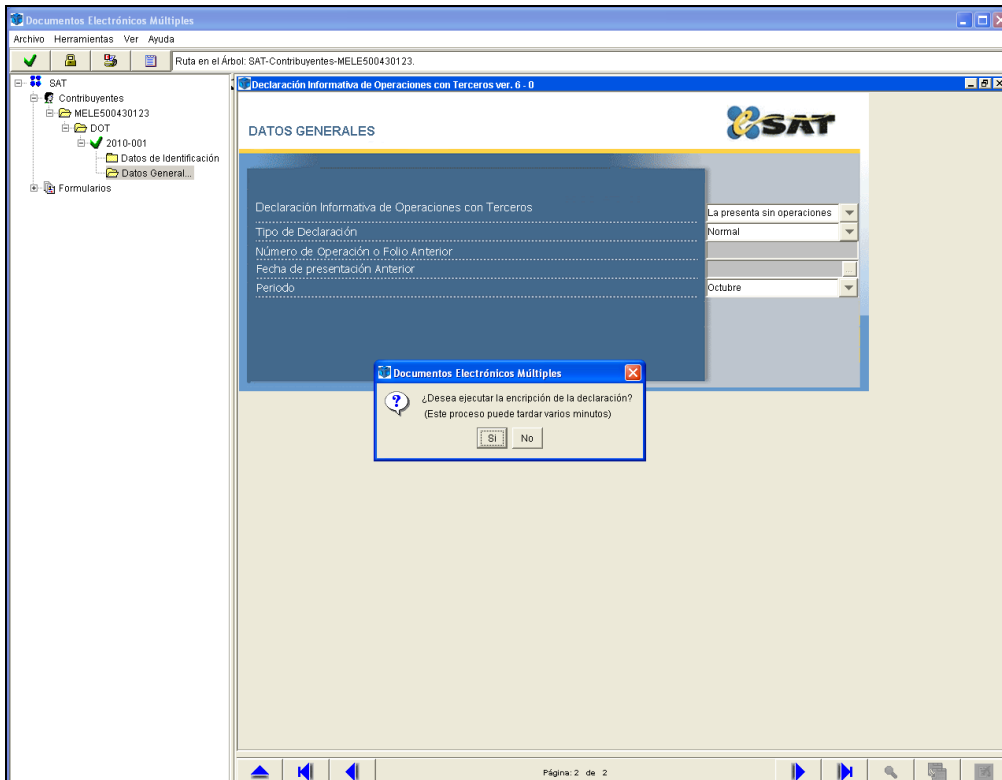 Documentos Electrónicos Múltiples
Archivo Herramientas Ver Ayuda
Ruta en el Árbol: SAT-Contribuyentes-MELE500430123.
SAT
Contribuyentes
MELE500430123
DOT
2010-001
Datos de Identificación
Datos General...
Formularios
Declaración Informativa de Operaciones con Terceros ver. 6 - 0
DATOS GENERALES
eSAT
Declaración Informativa de Operaciones con Terceros
La presenta sin operaciones
Tipo de Declaración
Normal
Número de Operación o Folio Anterior
Fecha de presentación Anterior
...
Periodo
Octubre
Documentos Electrónicos Múltiples
¿Desea ejecutar la encripción de la declaración?
(Este proceso puede tardar varios minutos)
Si No
Página: 2 de 2